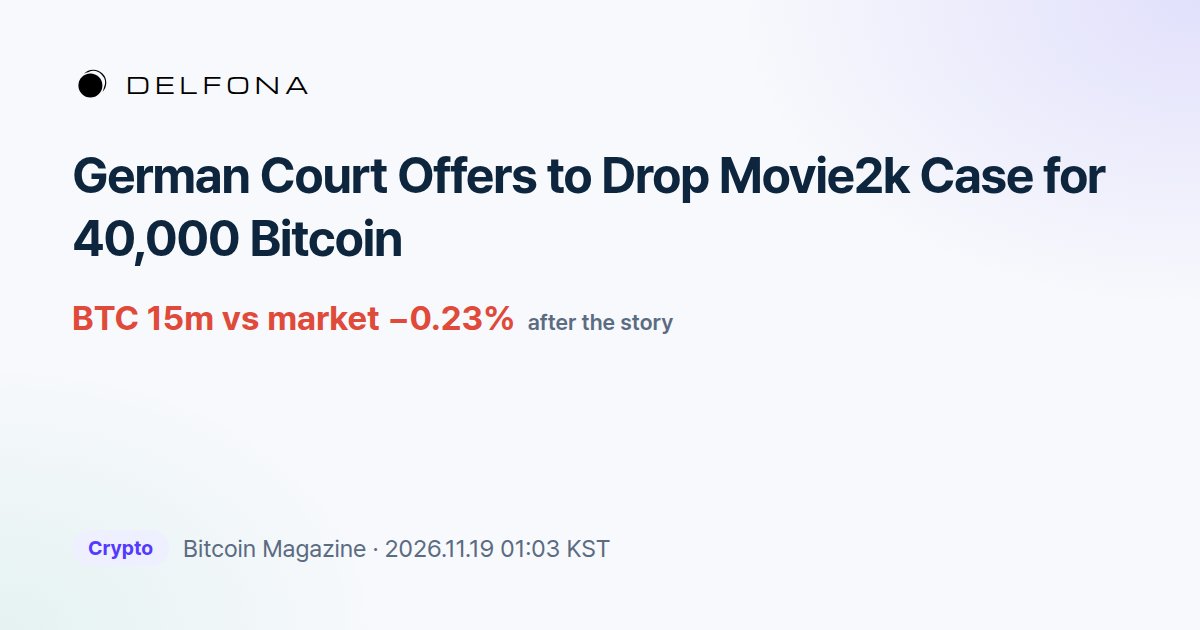 DELFONA
German Court Offers to Drop Movie2k Case for
40,000 Bitcoin
BTC 15m vs market −0.23% after the story
Crypto Bitcoin Magazine · 2026.11.19 01:03 KST